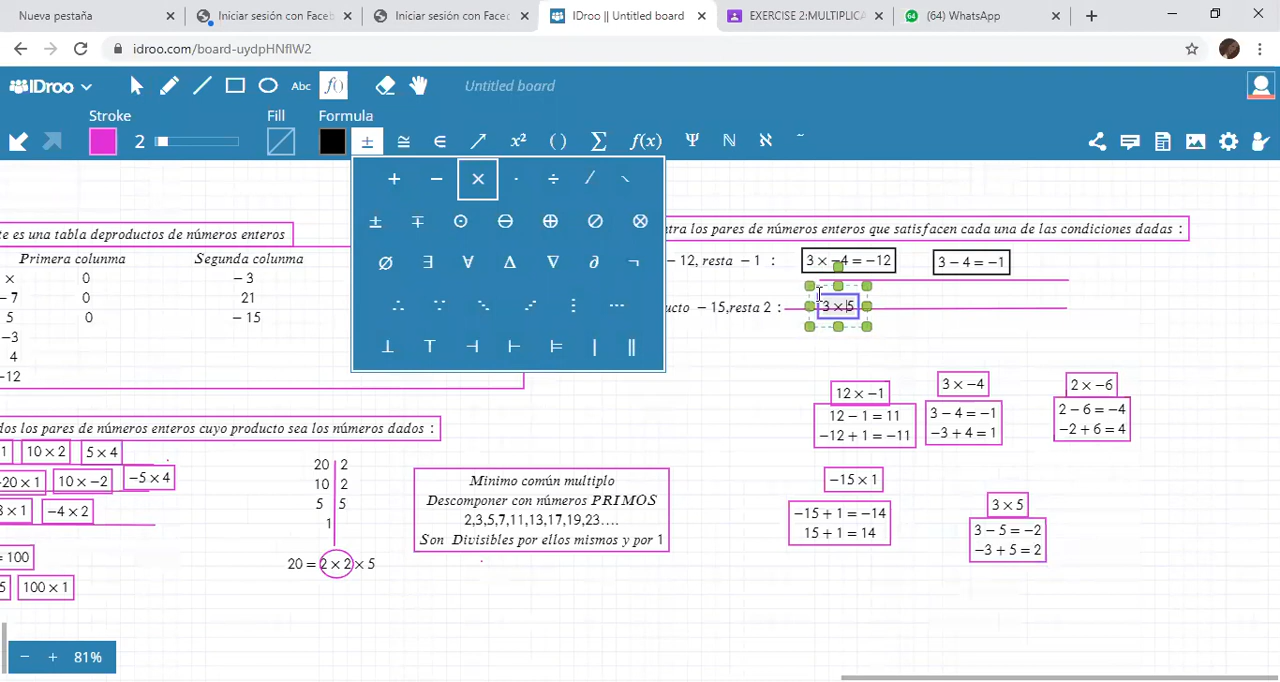 Nueva pestaña
Iniciar sesión con Facel
Iniciar sesión con Facec
IDroo || Untitled board
EXERCISE 2:MULTIPLICA
(64) WhatsApp
idroo.com/board-uydpHNflW2
IDroo
Abc
f()
Untitled board
Stroke
Fill
Formula
2
± ≅ ∈ x² ( ) ∑ f(x) Ψ ℕ ℵ ~
+ − × · ÷ / \
± ∓ ⊙ ⊖ ⊕ ⊘ ⊗
∅ ∃ ∀ Δ ∇ ∂ ¬
∴ ∵ ⋱ ⋰ ⋮ ⋯
⊥ ⊤ ⊣ ⊢ ⊨ | ‖
te es una tabla deproductos de números enteros
Primera colunma Segunda colunma
× 0 − 3
− 7 0 21
5 0 − 15
−3
4
−12
ntra los pares de números enteros que satisfacen cada una de las condiciones dadas :
− 12, resta − 1 :
3 × −4 = −12
3 − 4 = −1
ucto − 15,resta 2 :
3 ×5
dos los pares de números enteros cuyo producto sea los números dados :
1
10 × 2
5 × 4
−20 × 1
10 × −2
−5 × 4
8 × 1
−4 × 2
= 100
5
100 × 1
20 2
10 2
5 5
1
20 = 2 × 2 × 5
Mínimo común multiplo
Descomponer con números PRIMOS
2,3,5,7,11,13,17,19,23….
Son Divisibles por ellos mismos y por 1
12 × −1
12 − 1 = 11
−12 + 1 = −11
3 × −4
3 − 4 = −1
−3 + 4 = 1
2 × −6
2 − 6 = −4
−2 + 6 = 4
−15 × 1
−15 + 1 = −14
15 + 1 = 14
3 × 5
3 − 5 = −2
−3 + 5 = 2
− + 81%